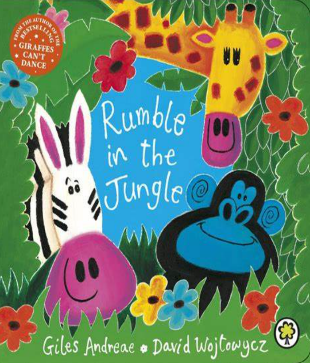 FROM THE AUTHOR OF THE
BESTSELLING
GIRAFFES
CAN'T
DANCE
Rumble
in the
Jungle
Giles Andreae • David Wojtowycz